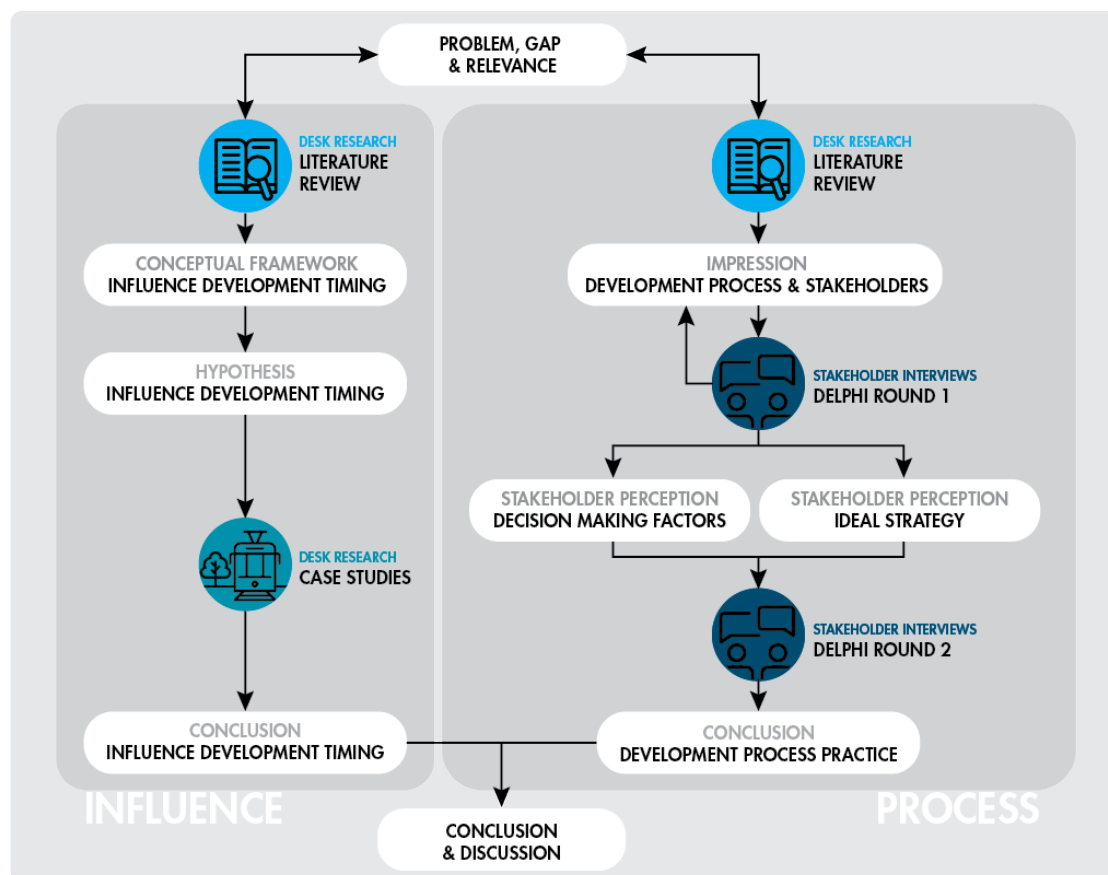 PROBLEM, GAP
& RELEVANCE
DESK RESEARCH
LITERATURE
REVIEW
CONCEPTUAL FRAMEWORK
INFLUENCE DEVELOPMENT TIMING
HYPOTHESIS
INFLUENCE DEVELOPMENT TIMING
DESK RESEARCH
CASE STUDIES
CONCLUSION
INFLUENCE DEVELOPMENT TIMING
INFLUENCE
DESK RESEARCH
LITERATURE
REVIEW
IMPRESSION
DEVELOPMENT PROCESS & STAKEHOLDERS
STAKEHOLDER INTERVIEWS
DELPHI ROUND 1
STAKEHOLDER PERCEPTION
DECISION MAKING FACTORS
STAKEHOLDER PERCEPTION
IDEAL STRATEGY
STAKEHOLDER INTERVIEWS
DELPHI ROUND 2
CONCLUSION
DEVELOPMENT PROCESS PRACTICE
PROCESS
CONCLUSION
& DISCUSSION